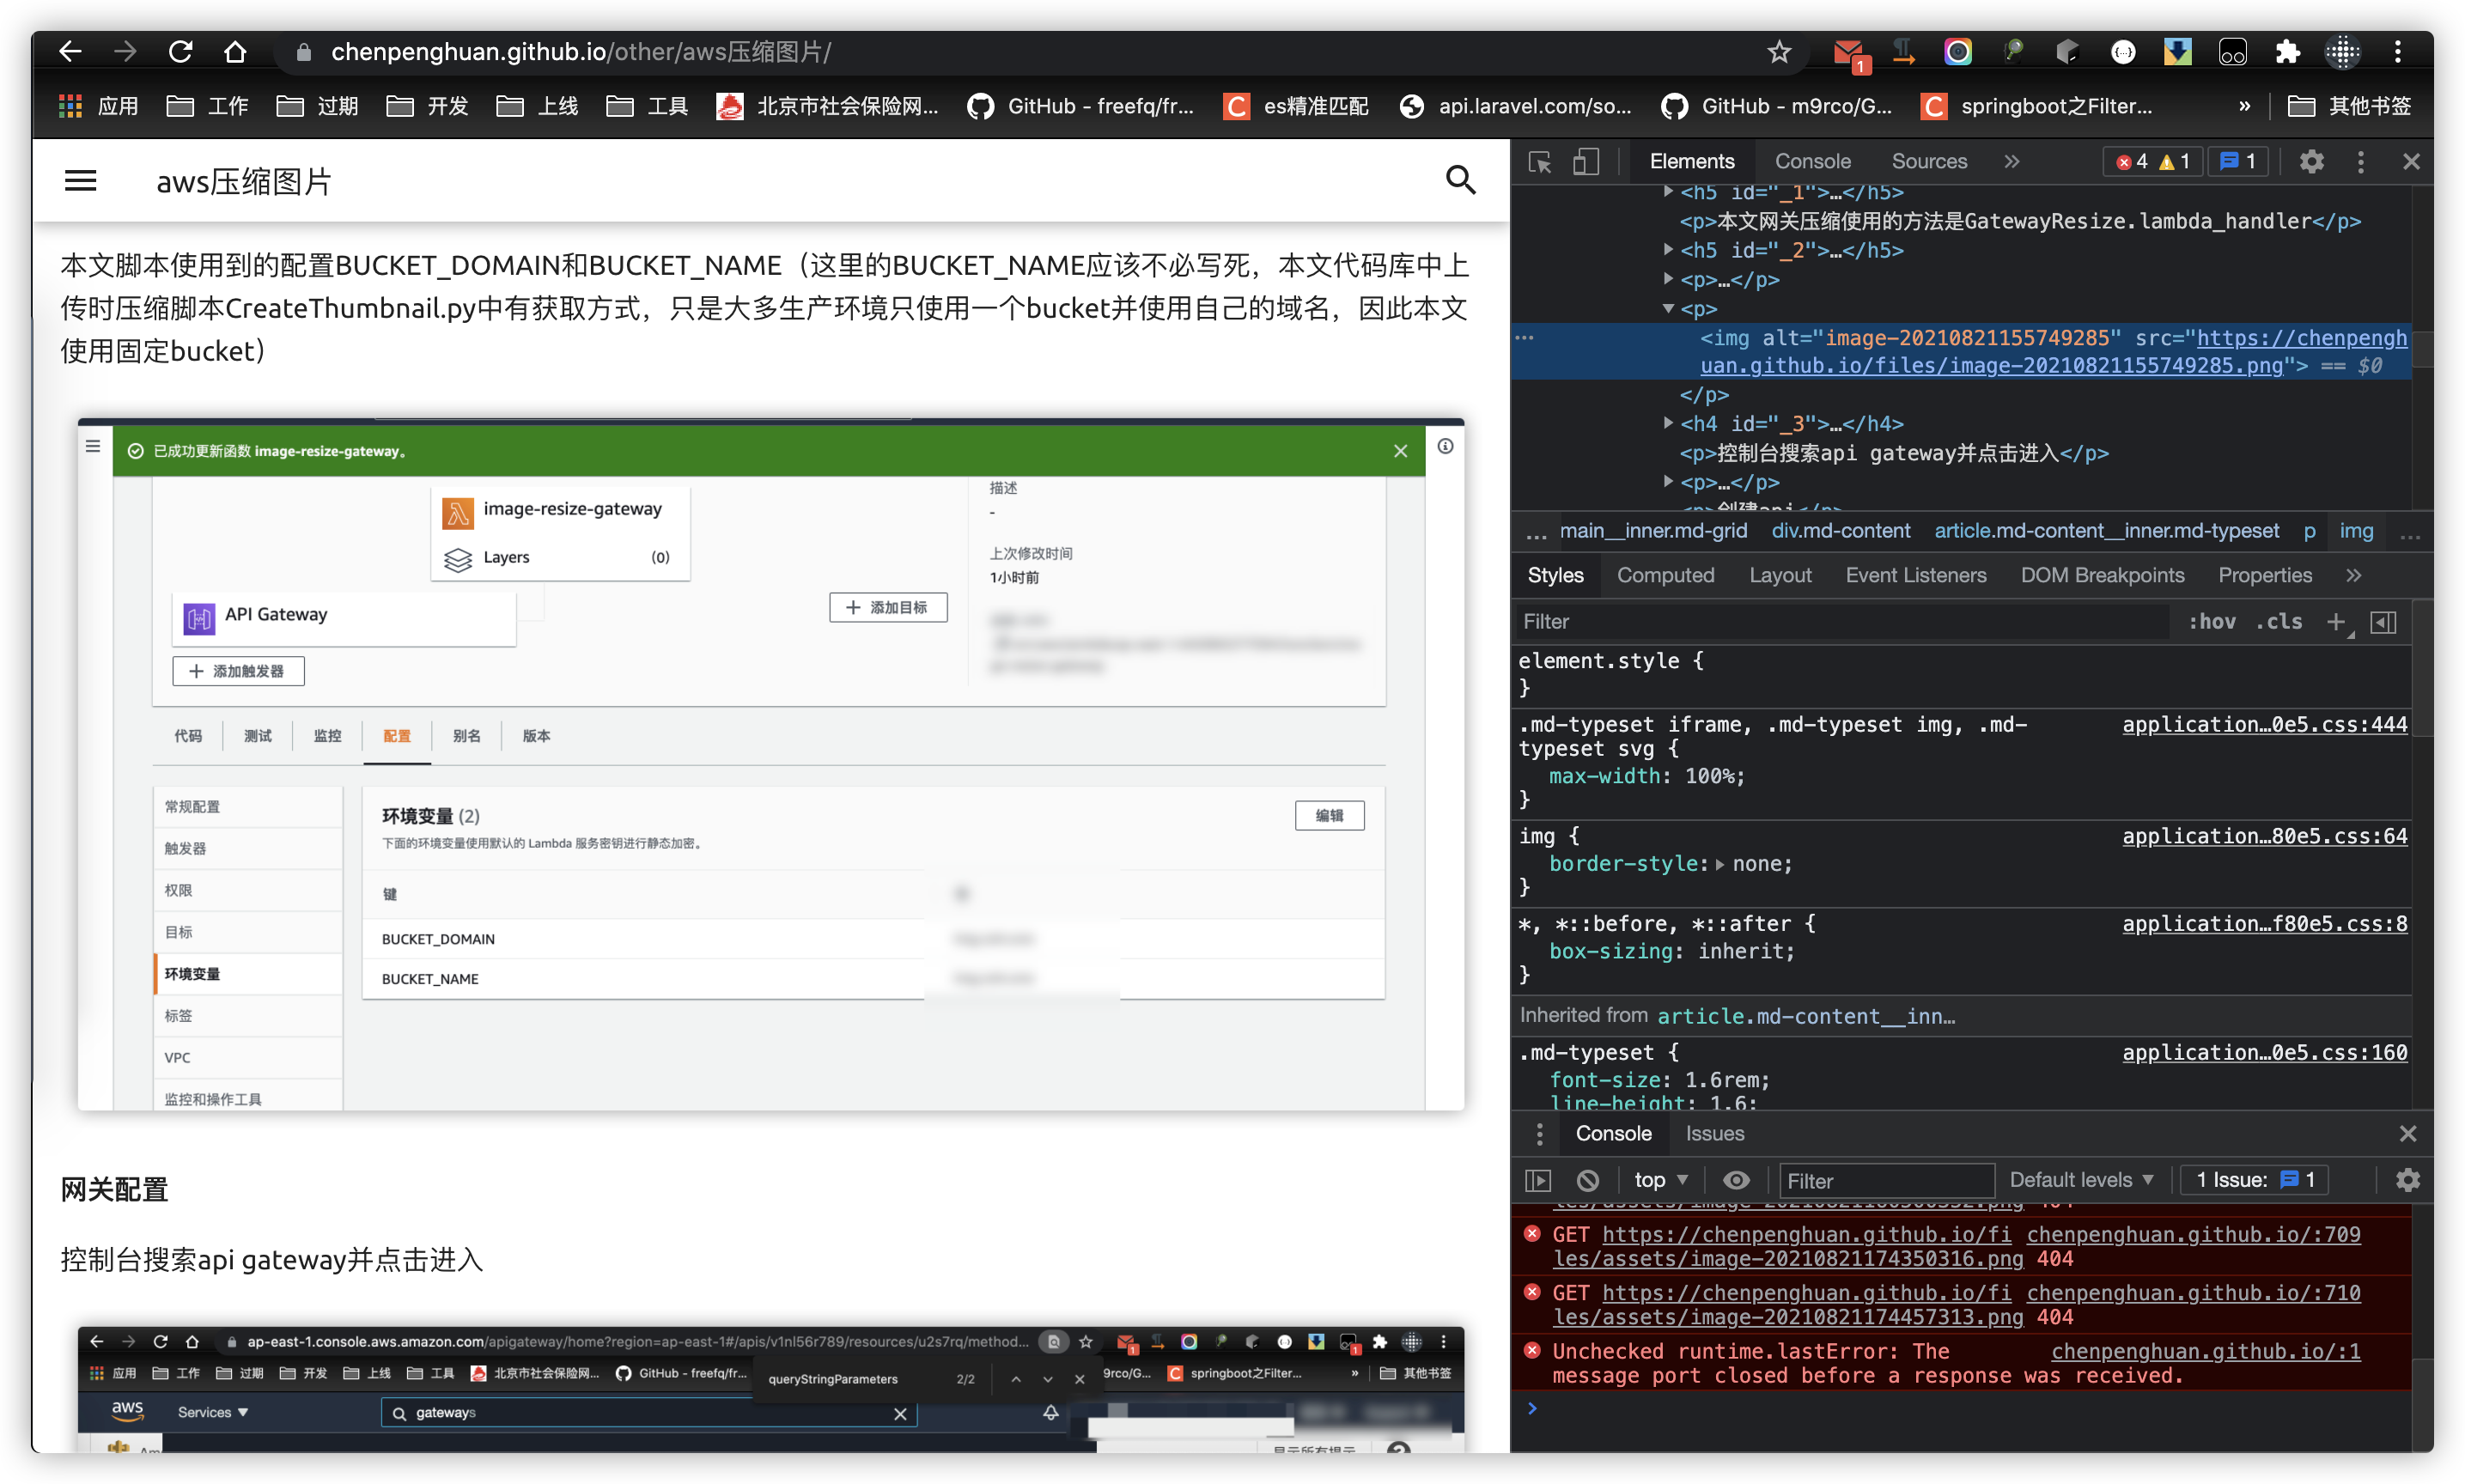 chenpenghuan.github.io/other/aws压缩图片/
1
应用 工作 过期 开发 上线 工具 北京市社会保险网... GitHub - freefq/fr... es精准匹配 api.laravel.com/so... GitHub - m9rco/G... springboot之Filter... » 其他书签
aws压缩图片
本文脚本使用到的配置BUCKET_DOMAIN和BUCKET_NAME（这里的BUCKET_NAME应该不必写死，本文代码库中上
传时压缩脚本CreateThumbnail.py中有获取方式，只是大多生产环境只使用一个bucket并使用自己的域名，因此本文
使用固定bucket）
已成功更新函数 image-resize-gateway。
image-resize-gateway
Layers (0)
API Gateway
+ 添加触发器
+ 添加目标
描述
-
上次修改时间
1小时前
代码 测试 监控 配置 别名 版本
常规配置
触发器
权限
目标
环境变量
标签
VPC
监控和操作工具
环境变量 (2)
编辑
下面的环境变量使用默认的 Lambda 服务密钥进行静态加密。
键
BUCKET_DOMAIN
BUCKET_NAME
网关配置
控制台搜索api gateway并点击进入
ap-east-1.console.aws.amazon.com/apigateway/home?region=ap-east-1#/apis/v1nl56r789/resources/u2s7rq/method...
1 1
应用 工作 过期 开发 上线 工具 北京市社会保险网... GitHub - freefq/fr... 9rco/G... springboot之Filter... » 其他书签
queryStringParameters 2/2
aws Services ▼ gateways
Am
显示所有提示
Elements Console Sources » 4 1 1
<h5 id="_1">…</h5>
<p>本文网关压缩使用的方法是GatewayResize.lambda_handler</p>
<h5 id="_2">…</h5>
<p>…</p>
<p>
<img alt="image-20210821155749285" src="https://chenpengh
uan.github.io/files/image-20210821155749285.png"> == $0
</p>
<h4 id="_3">…</h4>
<p>控制台搜索api gateway并点击进入</p>
<p>…</p>
<p>创建api</p>
... main__inner.md-grid div.md-content article.md-content__inner.md-typeset p img ...
Styles Computed Layout Event Listeners DOM Breakpoints Properties »
Filter :hov .cls +
element.style {
}
.md-typeset iframe, .md-typeset img, .md- application…0e5.css:444
typeset svg {
max-width: 100%;
}
img { application…80e5.css:64
border-style: none;
}
*, *::before, *::after { application…f80e5.css:8
box-sizing: inherit;
}
Inherited from article.md-content__inn…
.md-typeset { application…0e5.css:160
font-size: 1.6rem;
line-height: 1.6;
Console Issues
top ▼ Filter Default levels ▼ 1 Issue: 1
les/assets/image-20210821160500552.png 404
GET https://chenpenghuan.github.io/fi chenpenghuan.github.io/:709
les/assets/image-20210821174350316.png 404
GET https://chenpenghuan.github.io/fi chenpenghuan.github.io/:710
les/assets/image-20210821174457313.png 404
Unchecked runtime.lastError: The chenpenghuan.github.io/:1
message port closed before a response was received.